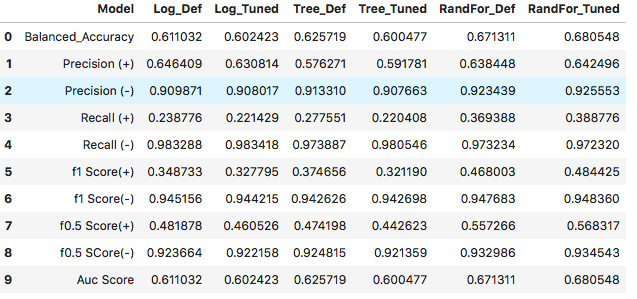 Model Log_Def Log_Tuned Tree_Def Tree_Tuned RandFor_Def RandFor_Tuned
0 Balanced_Accuracy 0.611032 0.602423 0.625719 0.600477 0.671311 0.680548
1 Precision (+) 0.646409 0.630814 0.576271 0.591781 0.638448 0.642496
2 Precision (-) 0.909871 0.908017 0.913310 0.907663 0.923439 0.925553
3 Recall (+) 0.238776 0.221429 0.277551 0.220408 0.369388 0.388776
4 Recall (-) 0.983288 0.983418 0.973887 0.980546 0.973234 0.972320
5 f1 Score(+) 0.348733 0.327795 0.374656 0.321190 0.468003 0.484425
6 f1 Score(-) 0.945156 0.944215 0.942626 0.942698 0.947683 0.948360
7 f0.5 Score(+) 0.481878 0.460526 0.474198 0.442623 0.557266 0.568317
8 f0.5 SCore(-) 0.923664 0.922158 0.924815 0.921359 0.932986 0.934543
9 Auc Score 0.611032 0.602423 0.625719 0.600477 0.671311 0.680548